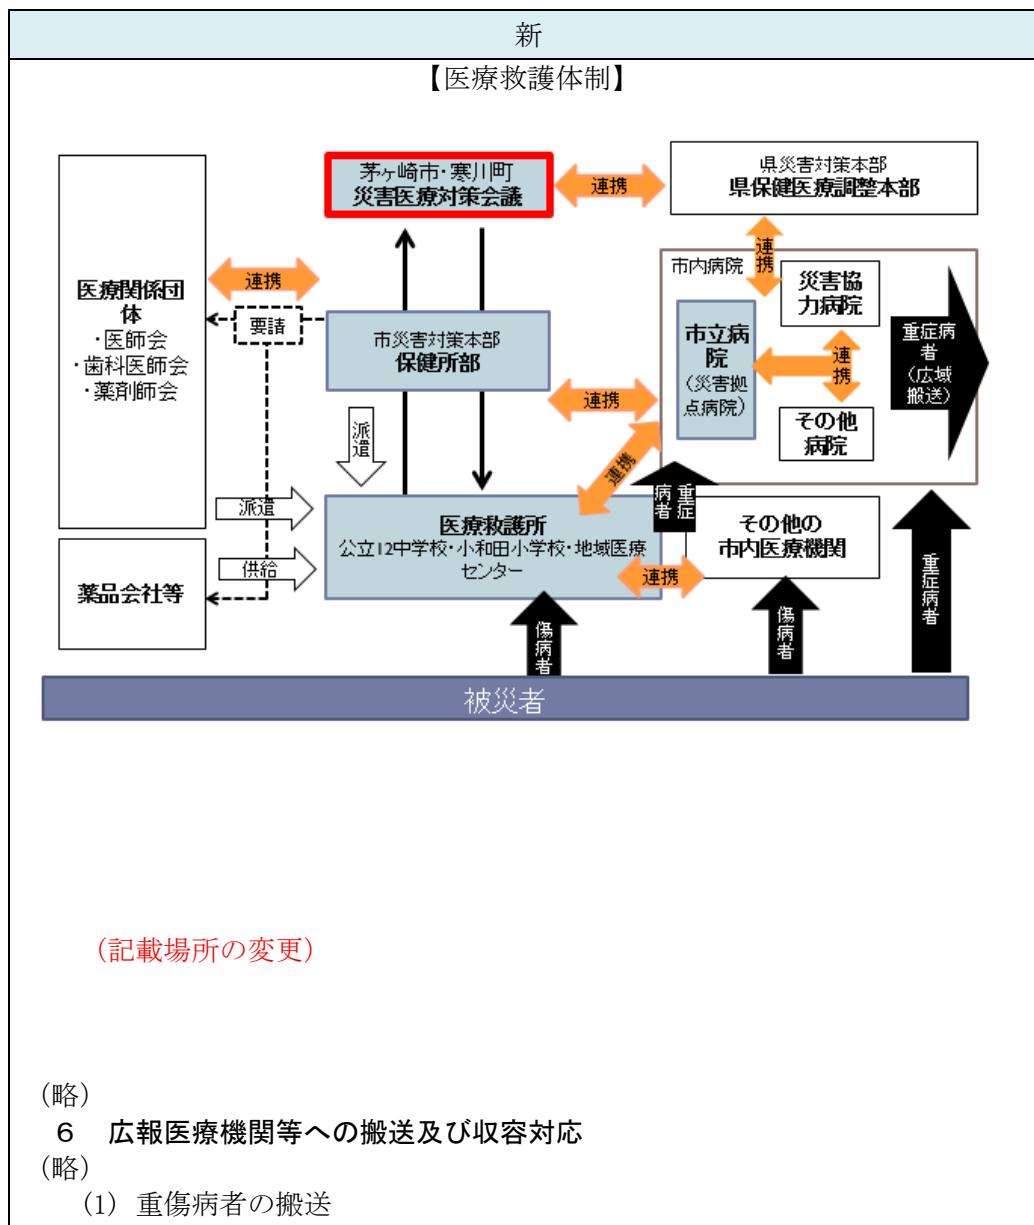 新
【医療救護体制】
茅ヶ崎市・寒川町
災害医療対策会議
連携
県災害対策本部
県保健医療調整本部
医療関係団
体
・医師会
・歯科医師会
・薬剤師会
連携
要請
市災害対策本部
保健所部
連携
市内病院
連携
災害協
力病院
市立病
院
(災害拠
点病院)
連携
その他
病院
重症病
者
(広域
搬送)
派遣
連携
派遣
供給
薬品会社等
医療救護所
公立12中学校・小和田小学校・地域医療
センター
重症
病者
その他の
市内医療機関
連携
傷病者
傷病者
重症病者
被災者
（記載場所の変更）
（略）
６　広報医療機関等への搬送及び収容対応
（略）
(1) 重傷病者の搬送